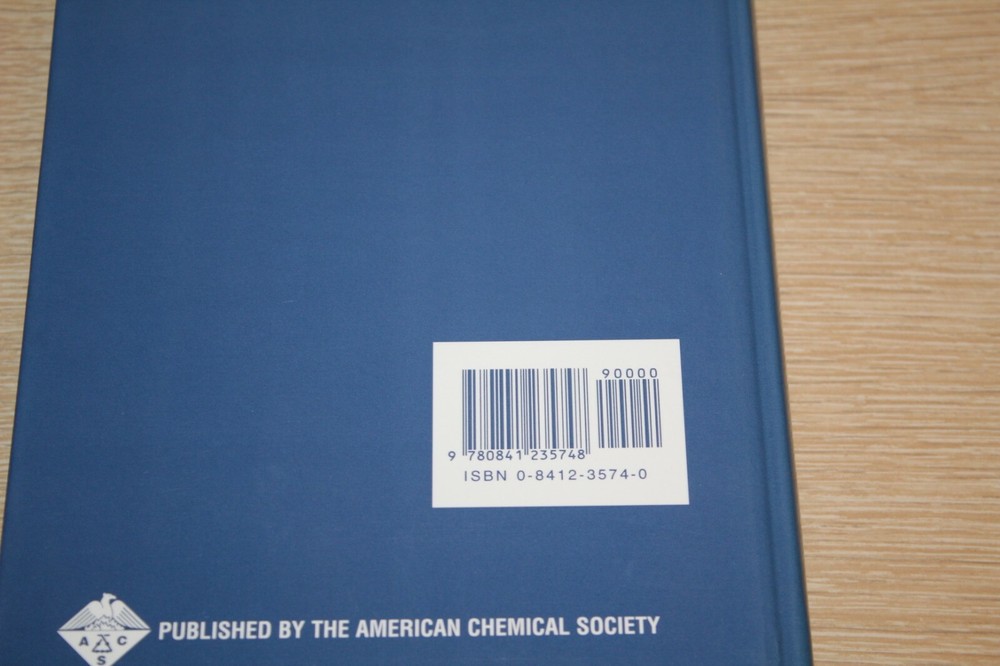 90000
9 780841 235748
ISBN 0-8412-3574-0
A C
S
PUBLISHED BY THE AMERICAN CHEMICAL SOCIETY